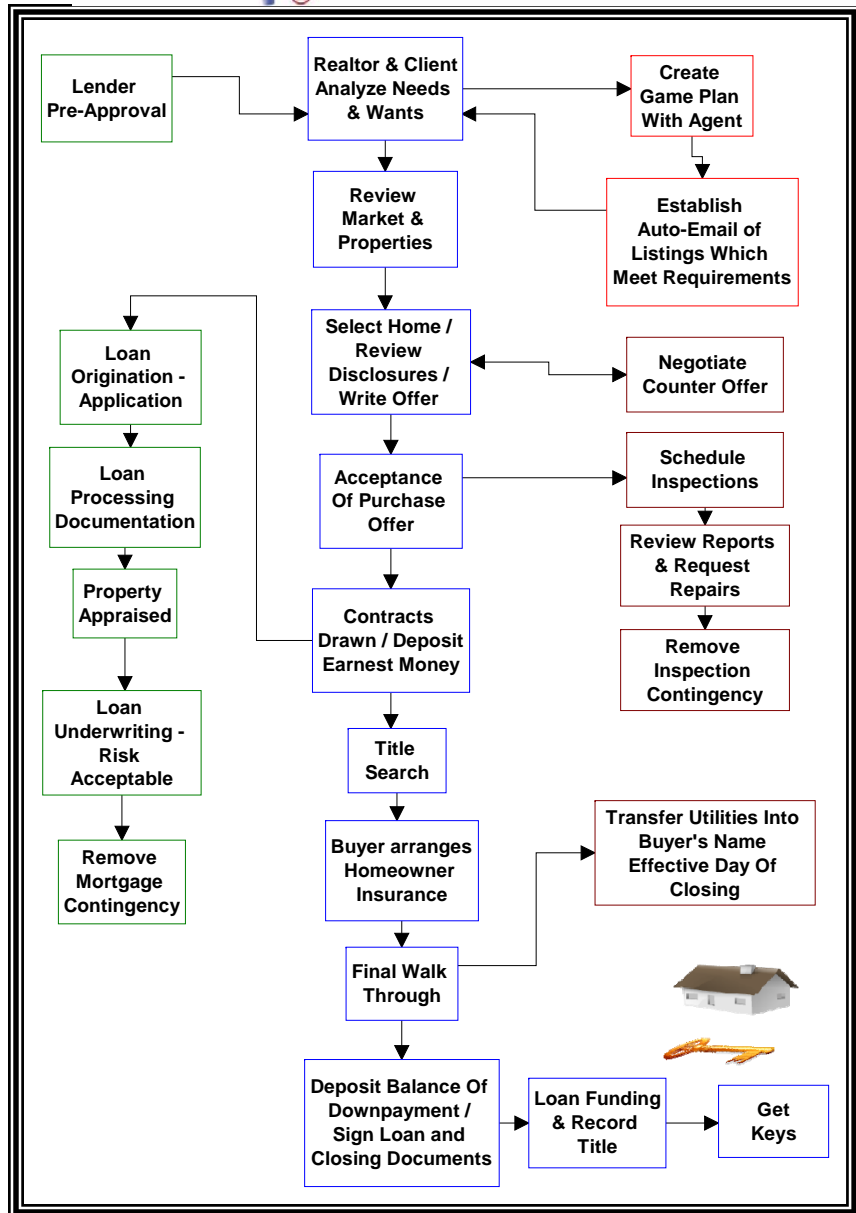 Lender
Pre-Approval
Realtor & Client
Analyze Needs
& Wants
Create
Game Plan
With Agent
Review
Market &
Properties
Establish
Auto-Email of
Listings Which
Meet Requirements
Loan
Origination -
Application
Select Home /
Review
Disclosures /
Write Offer
Negotiate
Counter Offer
Loan
Processing
Documentation
Acceptance
Of Purchase
Offer
Schedule
Inspections
Review Reports
& Request
Repairs
Property
Appraised
Contracts
Drawn / Deposit
Earnest Money
Remove
Inspection
Contingency
Loan
Underwriting -
Risk
Acceptable
Title
Search
Remove
Mortgage
Contingency
Buyer arranges
Homeowner
Insurance
Transfer Utilities Into
Buyer's Name
Effective Day Of
Closing
Final Walk
Through
Deposit Balance Of
Downpayment /
Sign Loan and
Closing Documents
Loan Funding
& Record
Title
Get
Keys